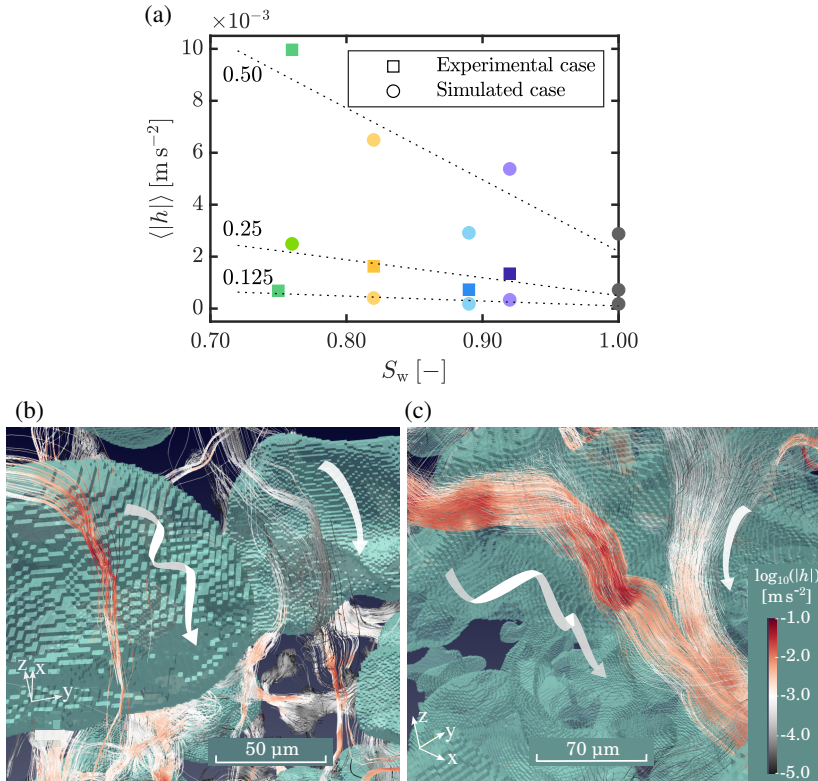 (a)
×10⁻³
10
8
6
4
2
0
⟨|h|⟩ [m s⁻²]
0.50
0.25
0.125
Experimental case
Simulated case
0.70
0.80
0.90
1.00
S_w [−]
(b)
z
x
y
50 µm
(c)
z
y
x
70 µm
log₁₀(|h|)
[m s⁻²]
-1.0
-2.0
-3.0
-4.0
-5.0